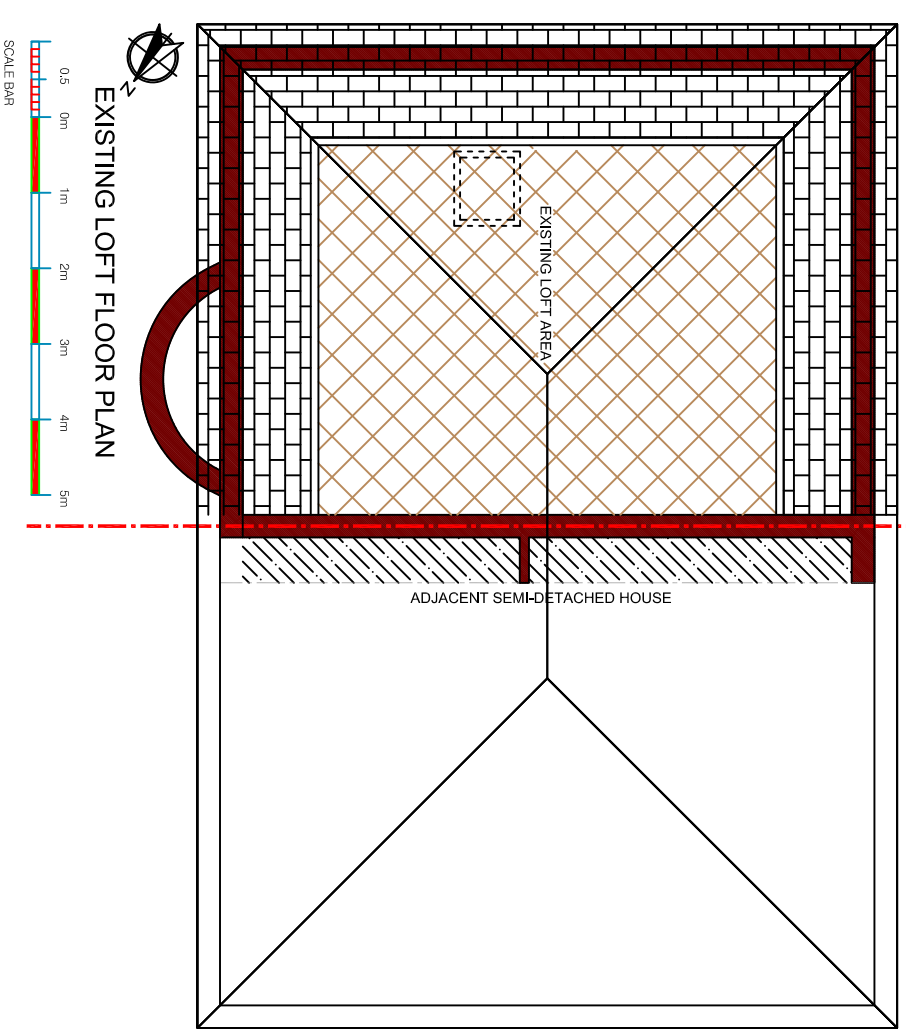 EXISTING LOFT AREA
ADJACENT SEMI-DETACHED HOUSE
N
EXISTING LOFT FLOOR PLAN
0.5 0m 1m 2m 3m 4m 5m
SCALE BAR